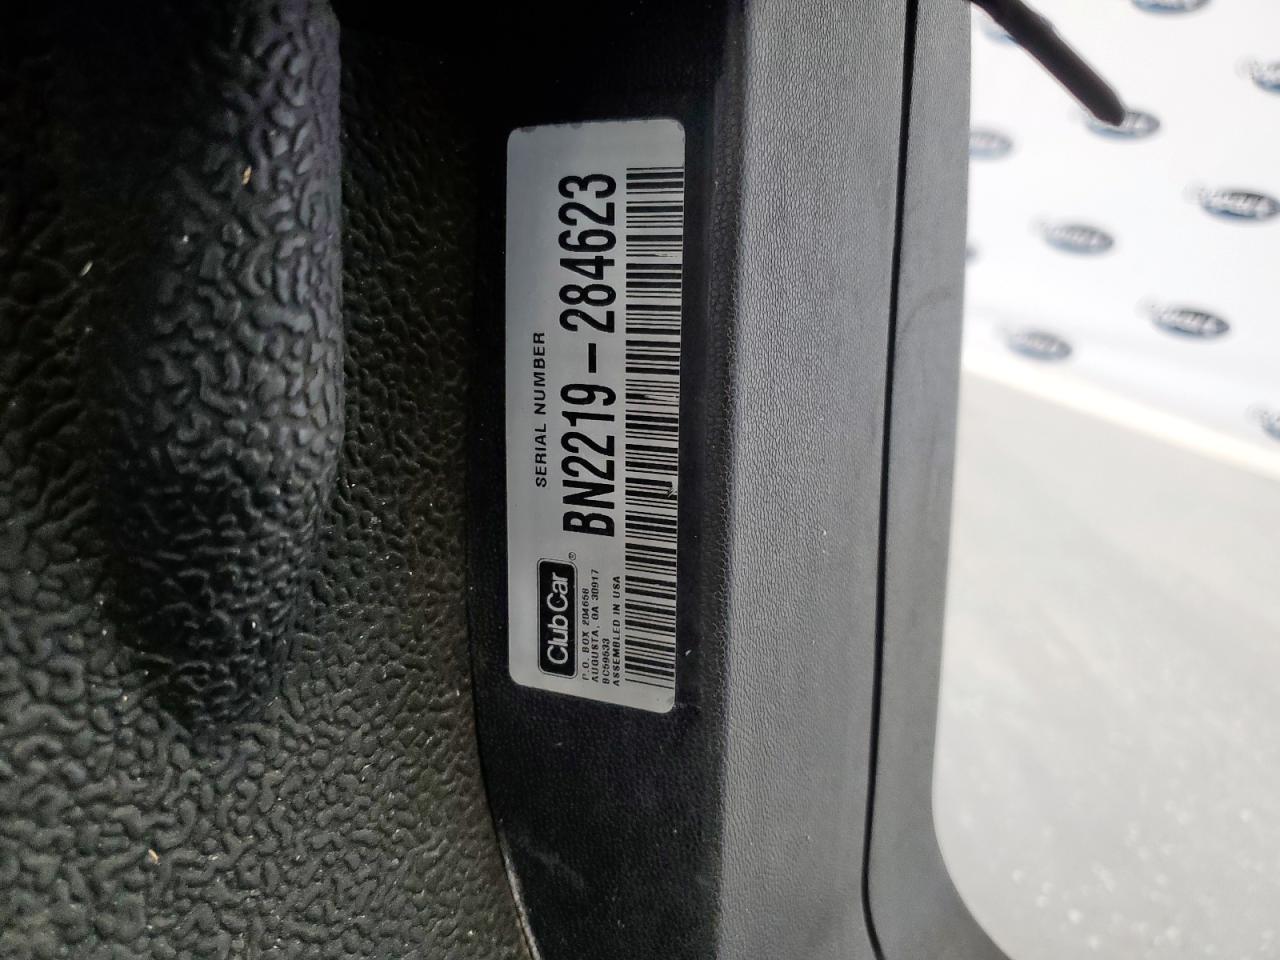 SERIAL NUMBER
BN2219-284623
Club Car®
P.O. BOX 204658
AUGUSTA, GA 30917
ASSEMBLED IN USA